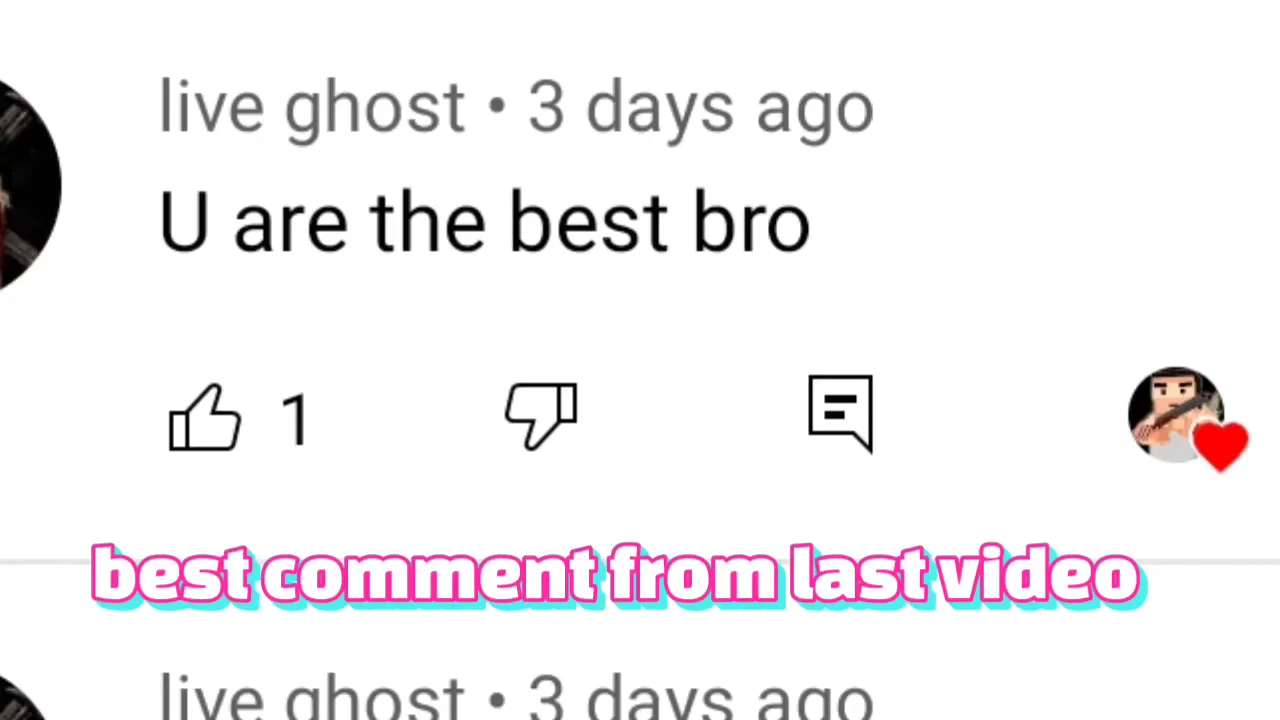 live ghost • 3 days ago
U are the best bro
1
best comment from last video
live ghost • 3 days ago